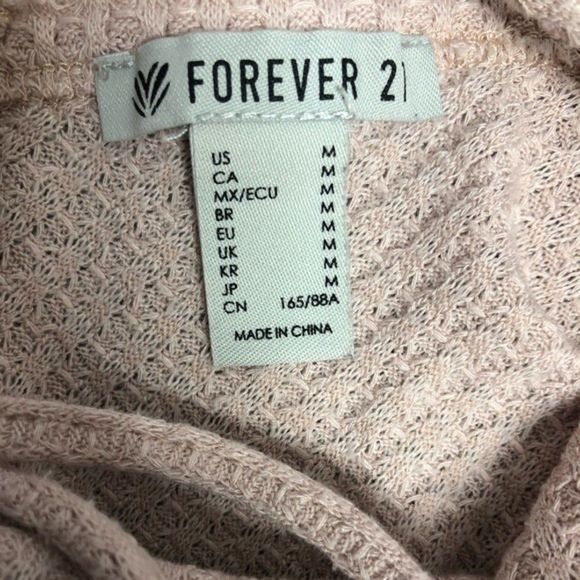 FOREVER 21
US M
CA M
MX/ECU M
BR M
EU M
UK M
KR M
JP M
CN 165/88A
MADE IN CHINA